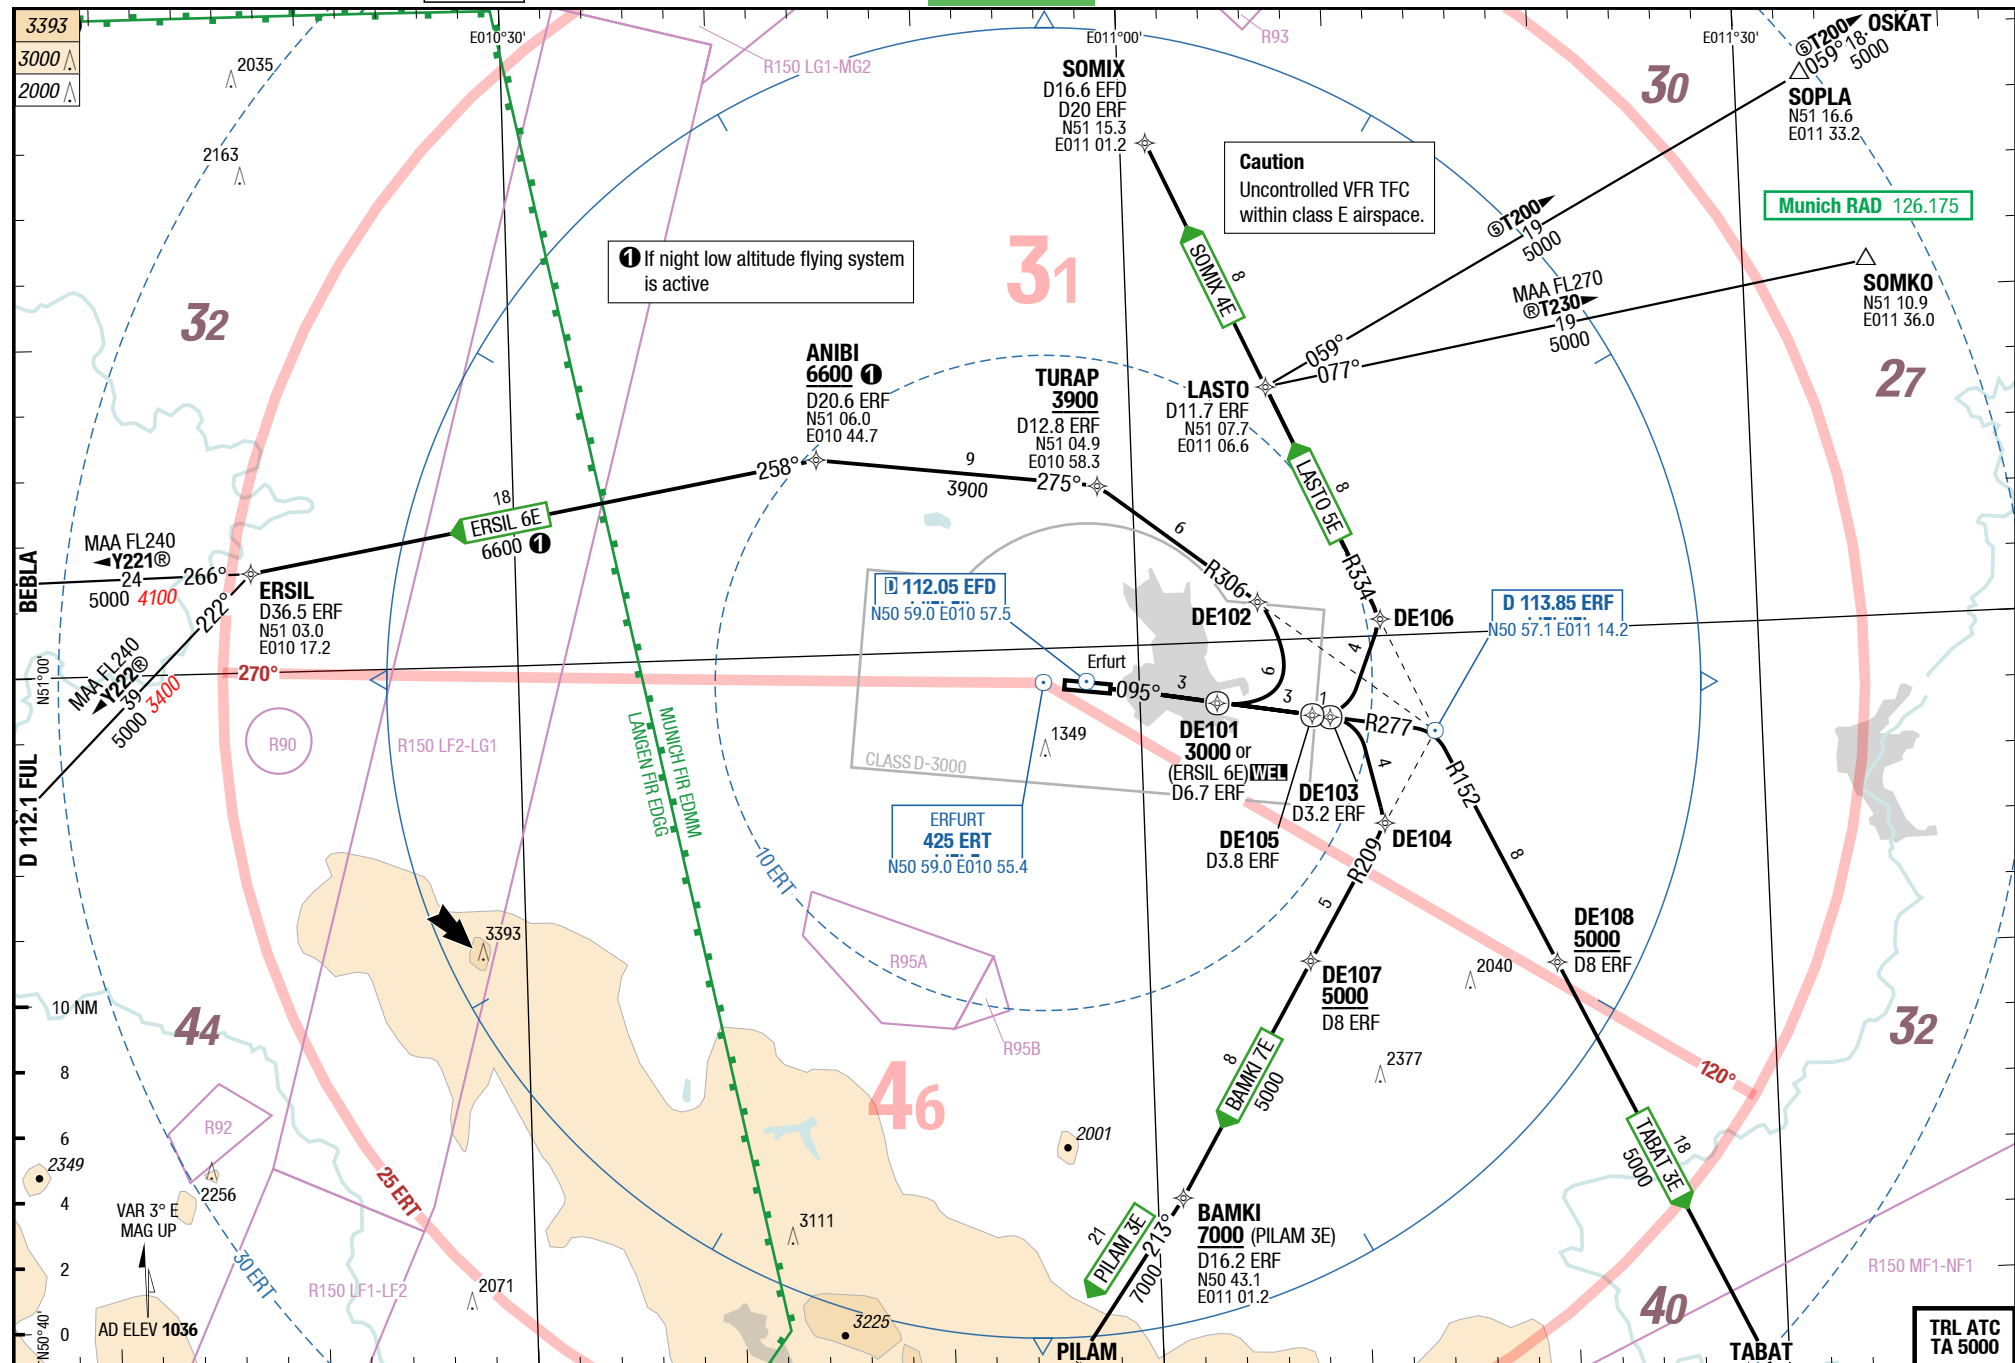 3393
3000
2000
2035
2163
E010°30'
R150 LG1-MG2
E011°00'
R93
E011°30'
⑤T200 OSKAT
059° 18
5000
30
SOPLA
N51 16.6
E011 33.2
SOMIX
D16.6 EFD
D20 ERF
N51 15.3
E011 01.2
Caution
Uncontrolled VFR TFC
within class E airspace.
Munich RAD 126.175
⑤T200
19
5000
❶ If night low altitude flying system
is active
31
SOMIX 4E
8
MAA FL270
®T230
19
5000
SOMKO
N51 10.9
E011 36.0
32
27
059°
077°
ANIBI
6600 ❶
D20.6 ERF
N51 06.0
E010 44.7
TURAP
3900
D12.8 ERF
N51 04.9
E010 58.3
LASTO
D11.7 ERF
N51 07.7
E011 06.6
258°
9
3900
275°
18
ERSIL 6E
6600 ❶
LASTO 5E
8
6
R306
R334
MAA FL240
Y221®
24
266°
5000 4100
BEBLA
ERSIL
D36.5 ERF
N51 03.0
E010 17.2
222°
MAA FL240
Y222®
39
5000 3400
D 112.1 FUL
N51°00'
270°
D 112.05 EFD
N50 59.0 E010 57.5
DE102
DE106
D 113.85 ERF
N50 57.1 E011 14.2
Erfurt
095°
3
6
3
1
4
R277
R90
R150 LF2-LG1
MUNICH FIR EDMM
LANGEN FIR EDGG
1349
CLASS D-3000
DE101
3000 or
(ERSIL 6E) WEL
D6.7 ERF
DE103
D3.2 ERF
DE105
D3.8 ERF
4
DE104
R152
R209
8
5
ERFURT
425 ERT
N50 59.0 E010 55.4
10 ERT
3393
R95A
R95B
DE108
5000
D8 ERF
DE107
5000
D8 ERF
2040
2377
10 NM
8
6
4
2
0
44
46
32
120°
BAMKI 7E
8
5000
R92
2349
2256
25 ERT
2001
TABAT 3E
18
5000
VAR 3° E
MAG UP
3111
30 ERT
R150 LF1-LF2
2071
PILAM 3E
21
213°
7000
BAMKI
7000 (PILAM 3E)
D16.2 ERF
N50 43.1
E011 01.2
R150 MF1-NF1
40
AD ELEV 1036
N50°40'
3225
PILAM
TABAT
TRL ATC
TA 5000